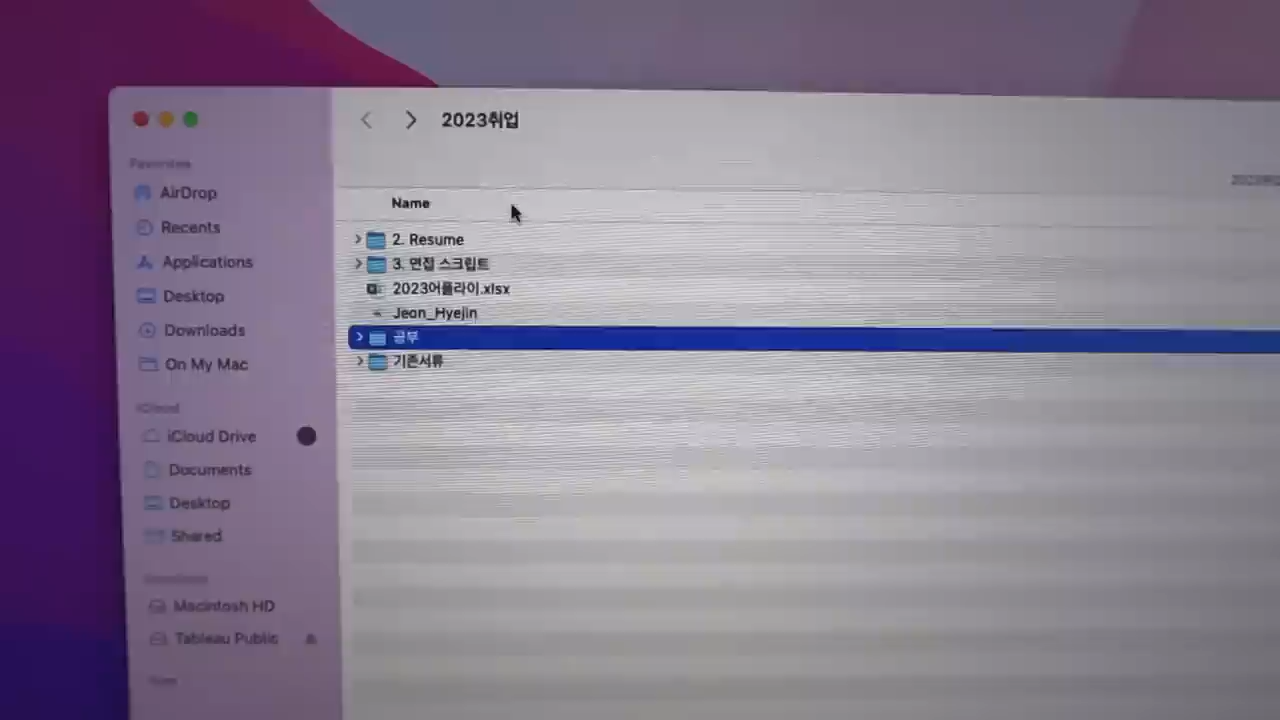 2023취업
Favorites
AirDrop
Recents
Applications
Desktop
Downloads
On My Mac
iCloud
iCloud Drive
Documents
Desktop
Shared
Macintosh HD
Tableau Public
Name
2. Resume
3. 면접 스크립트
2023어플라이.xlsx
Jeon_Hyejin
공부
기존서류